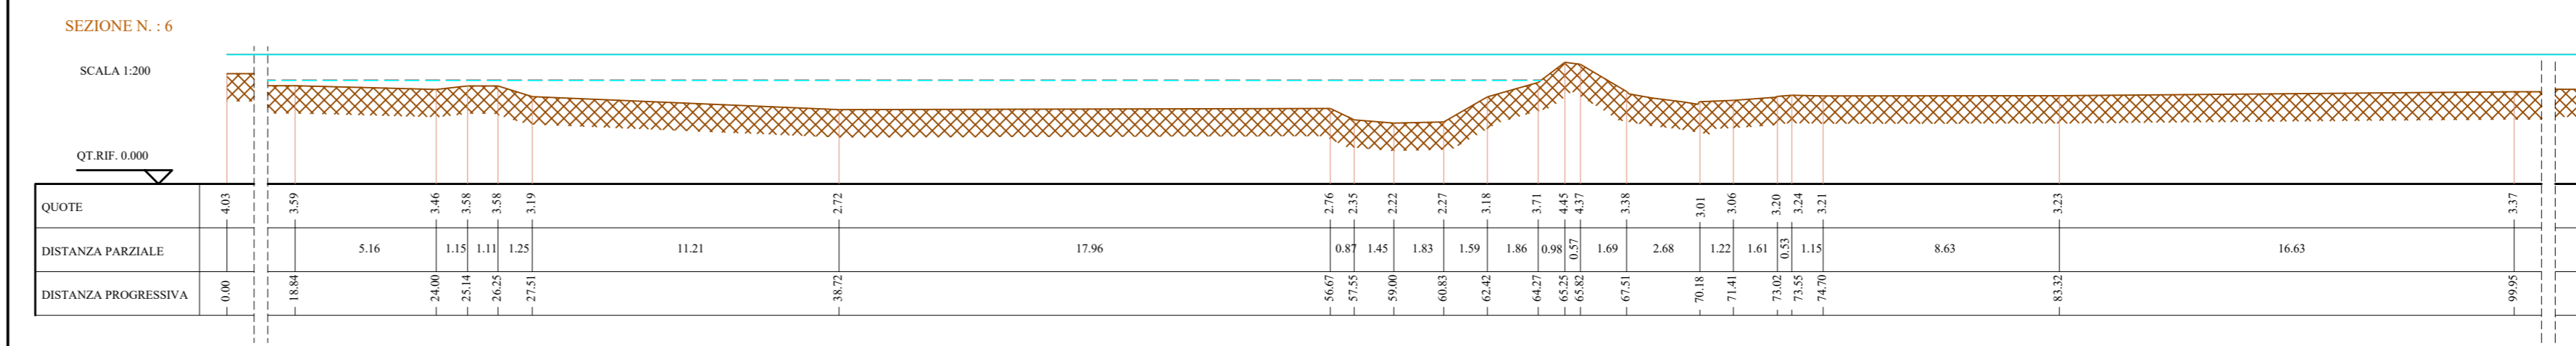 SEZIONE N. : 6
SCALA 1:200
QT.RIF. 0.000
QUOTE 4.03 3.59 3.46 3.58 3.58 3.19 2.72 2.76 2.35 2.22 2.27 3.18 3.71 4.45 4.37 3.38 3.01 3.06 3.20 3.24 3.21 3.23 3.37
DISTANZA PARZIALE 5.16 1.15 1.11 1.25 11.21 17.96 0.87 1.45 1.83 1.59 1.86 0.98 0.57 1.69 2.68 1.22 1.61 0.53 1.15 8.63 16.63
DISTANZA PROGRESSIVA 0.00 18.84 24.00 25.14 26.25 27.51 38.72 56.67 57.55 59.00 60.83 62.42 64.27 65.25 65.82 67.51 70.18 71.41 73.02 73.55 74.70 83.32 99.95